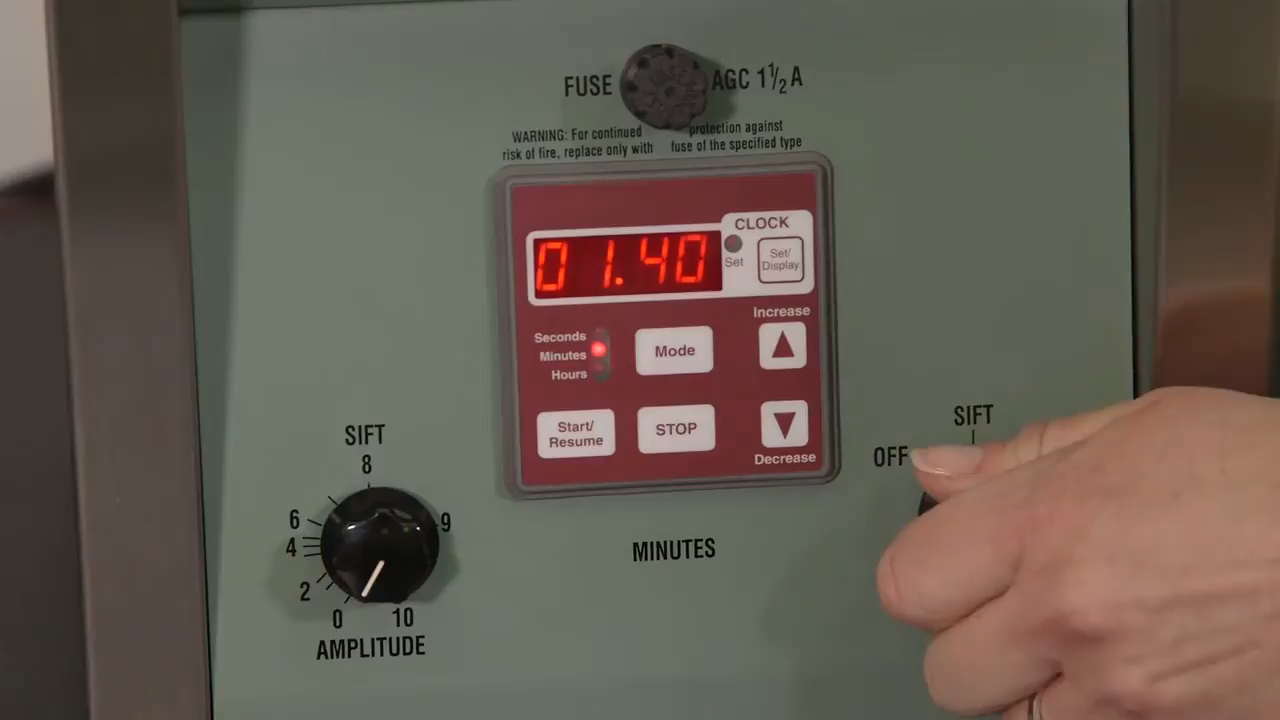 FUSE AGC 1½ A
WARNING: For continued protection against
risk of fire, replace only with fuse of the specified type
CLOCK
01.40
Set
Set/
Display
Increase
Seconds
Minutes
Hours
Mode
Start/
Resume
STOP
Decrease
SIFT
8
6
9
4
2
0
10
AMPLITUDE
MINUTES
SIFT
OFF